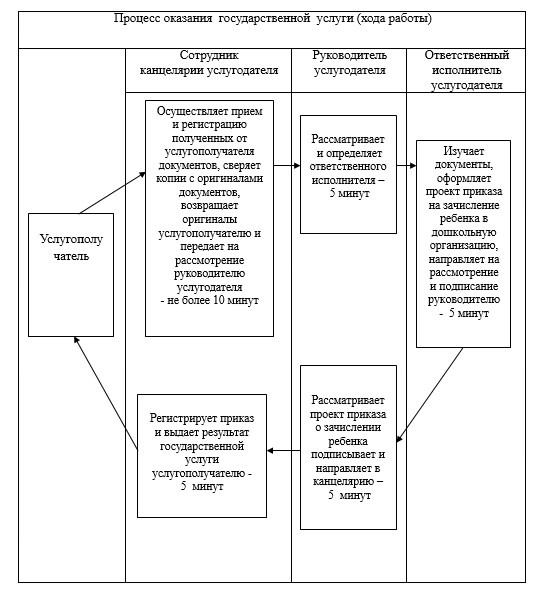 Процесс оказания государственной услуги (хода работы)
Сотрудник
канцелярии услугодателя
Руководитель
услугодателя
Ответственный
исполнитель
услугодателя
Осуществляет прием
и регистрацию
полученных от
услугополучателя
документов, сверяет
копии с оригиналами
документов,
возвращает
оригиналы
услугополучателю и
передает на
рассмотрение
руководителю
услугодателя
- не более 10 минут
Рассматривает
и определяет
ответственного
исполнителя –
5 минут
Изучает
документы,
оформляет
проект приказа
на зачисление
ребенка в
дошкольную
организацию,
направляет на
рассмотрение
и подписание
руководителю
- 5 минут
Услугополу
чатель
Регистрирует приказ
и выдает результат
государственной
услуги
услугополучателю -
5 минут
Рассматривает
проект приказа
о зачислении
ребенка
подписывает и
направляет в
канцелярию –
5 минут